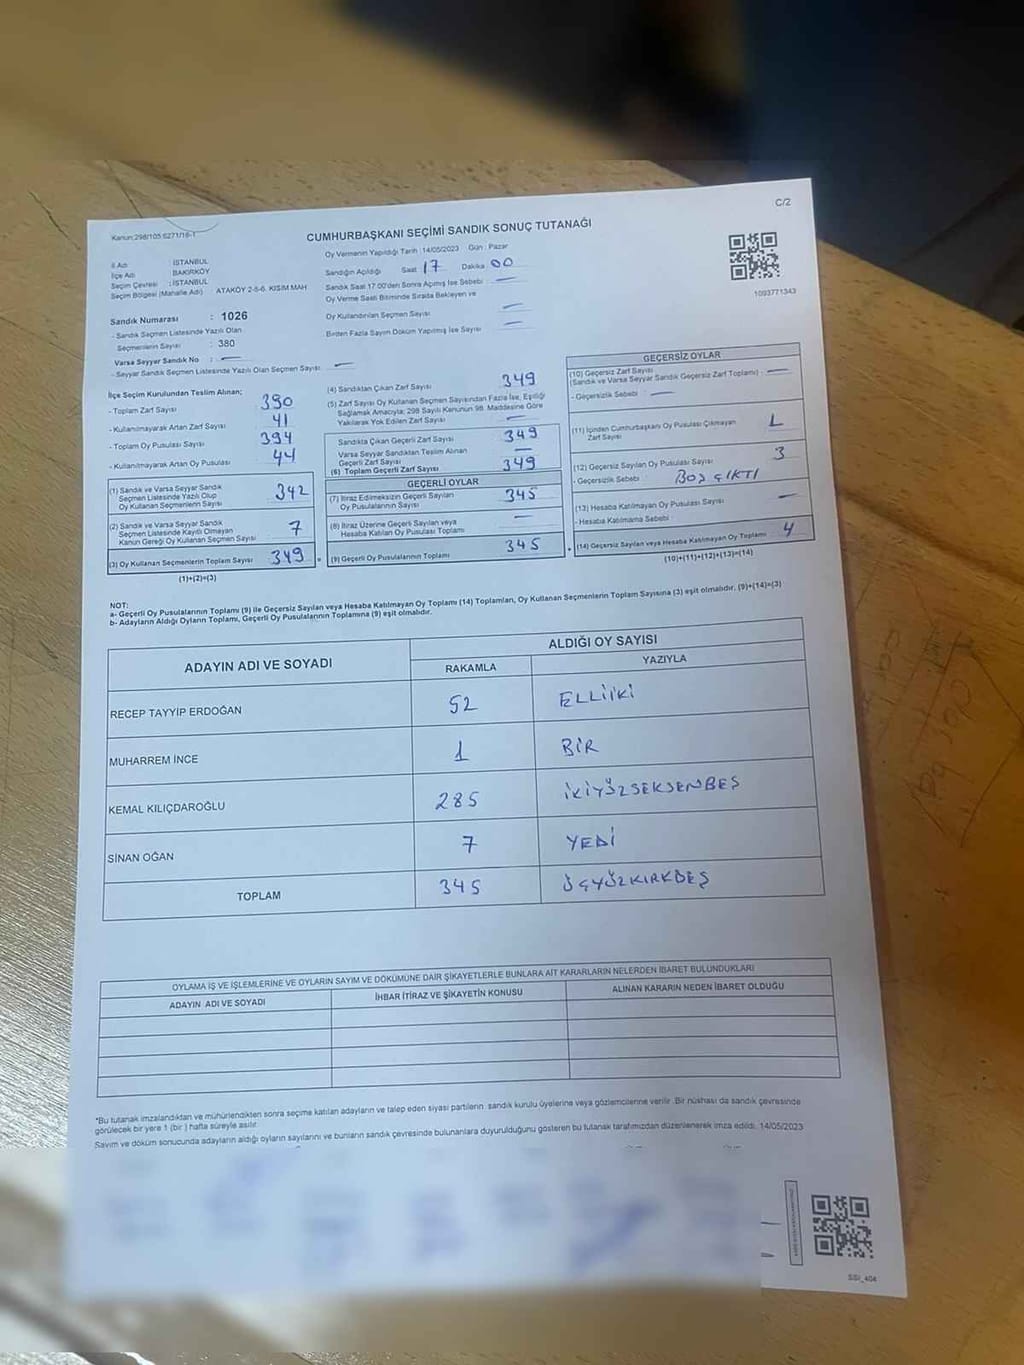 C/2
Kanun:298/105 6271/16-1
CUMHURBAŞKANI SEÇİMİ SANDIK SONUÇ TUTANAĞI
İl Adı İSTANBUL
İlçe Adı BAKIRKÖY
Seçim Çevresi : İSTANBUL
Seçim Bölgesi (Mahalle Adı) ATAKÖY 2-5-6. KISIM MAH
Sandık Numarası : 1026
- Sandık Seçmen Listesinde Yazılı Olan
Seçmenlerin Sayısı : 380
Varsa Seyyar Sandık No : —
- Seyyar Sandık Seçmen Listesinde Yazılı Olan Seçmen Sayısı : —
Oy Vermenin Yapıldığı Tarih : 14/05/2023 Gün : Pazar
Sandığın Açıldığı Saat 17 Dakika 00
Sandık Saat 17.00'den Sonra Açılmış İse Sebebi : —
Oy Verme Saati Bitiminde Sırada Bekleyen ve
Oy Kullandırılan Seçmen Sayısı —
Birden Fazla Sayım Döküm Yapılmış İse Sayısı —
1093771343
İlçe Seçim Kurulundan Teslim Alınan;
- Toplam Zarf Sayısı 390
- Kullanılmayarak Artan Zarf Sayısı 41
- Toplam Oy Pusulası Sayısı 394
- Kullanılmayarak Artan Oy Pusulası 44
(1) Sandık ve Varsa Seyyar Sandık
Seçmen Listesinde Yazılı Olup
Oy Kullanan Seçmenlerin Sayısı 342
(2) Sandık ve Varsa Seyyar Sandık
Seçmen Listesinde Kayıtlı Olmayan
Kanun Gereği Oy Kullanan Seçmen Sayısı 7
(3) Oy Kullanan Seçmenlerin Toplam Sayısı 349
(1)+(2)=(3)
(4) Sandıktan Çıkan Zarf Sayısı 349
(5) Zarf Sayısı Oy Kullanan Seçmen Sayısından Fazla İse, Eşitliği
Sağlamak Amacıyla; 298 Sayılı Kanunun 98. Maddesine Göre
Yakılarak Yok Edilen Zarf Sayısı —
Sandıkta Çıkan Geçerli Zarf Sayısı 349
Varsa Seyyar Sandıktan Teslim Alınan
Geçerli Zarf Sayısı —
(6) Toplam Geçerli Zarf Sayısı 349
GEÇERLİ OYLAR
(7) İtiraz Edilmeksizin Geçerli Sayılan
Oy Pusulalarının Sayısı 345
(8) İtiraz Üzerine Geçerli Sayılan veya
Hesaba Katılan Oy Pusulası Toplamı —
(9) Geçerli Oy Pusulalarının Toplamı 345
GEÇERSİZ OYLAR
(10) Geçersiz Zarf Sayısı
(Sandık ve Varsa Seyyar Sandık Geçersiz Zarf Toplamı) : —
- Geçersizlik Sebebi : —
(11) İçinden Cumhurbaşkanı Oy Pusulası Çıkmayan
Zarf Sayısı 1
(12) Geçersiz Sayılan Oy Pusulası Sayısı 3
- Geçersizlik Sebebi : BOŞ ÇIKTI
(13) Hesaba Katılmayan Oy Pusulası Sayısı —
- Hesaba Katılmama Sebebi :
(14) Geçersiz Sayılan veya Hesaba Katılmayan Oy Toplamı 4
(10)+(11)+(12)+(13)=(14)
NOT:
a- Geçerli Oy Pusulalarının Toplamı (9) ile Geçersiz Sayılan veya Hesaba Katılmayan Oy Toplamı (14) Toplamları, Oy Kullanan Seçmenlerin Toplam Sayısına (3) eşit olmalıdır. (9)+(14)=(3)
b- Adayların Aldığı Oyların Toplamı, Geçerli Oy Pusulalarının Toplamına (9) eşit olmalıdır.
ADAYIN ADI VE SOYADI ALDIĞI OY SAYISI
RAKAMLA YAZIYLA
RECEP TAYYİP ERDOĞAN 52 ELLİİKİ
MUHARREM İNCE 1 BİR
KEMAL KILIÇDAROĞLU 285 İKİYÜZSEKSENBEŞ
SİNAN OĞAN 7 YEDİ
TOPLAM 345 ÜÇYÜZKIRKBEŞ
OYLAMA İŞ VE İŞLEMLERİNE VE OYLARIN SAYIM VE DÖKÜMÜNE DAİR ŞİKAYETLERLE BUNLARA AİT KARARLARIN NELERDEN İBARET BULUNDUKLARI
ADAYIN ADI VE SOYADI İHBAR İTİRAZ VE ŞİKAYETİN KONUSU ALINAN KARARIN NEDEN İBARET OLDUĞU
*Bu tutanak imzalandıktan ve mühürlendikten sonra seçime katılan adayların ve talep eden siyasi partilerin sandık kurulu üyelerine veya gözlemcilerine verilir. Bir nüshası da sandık çevresinde
görülecek bir yere 1 (bir) hafta süreyle asılır.
Sayım ve döküm sonucunda adayların aldığı oyların sayılarını ve bunların sandık çevresinde bulunanlara duyurulduğunu gösteren bu tutanak tarafımızdan düzenlenerek imza edildi. 14/05/2023
SSI_404